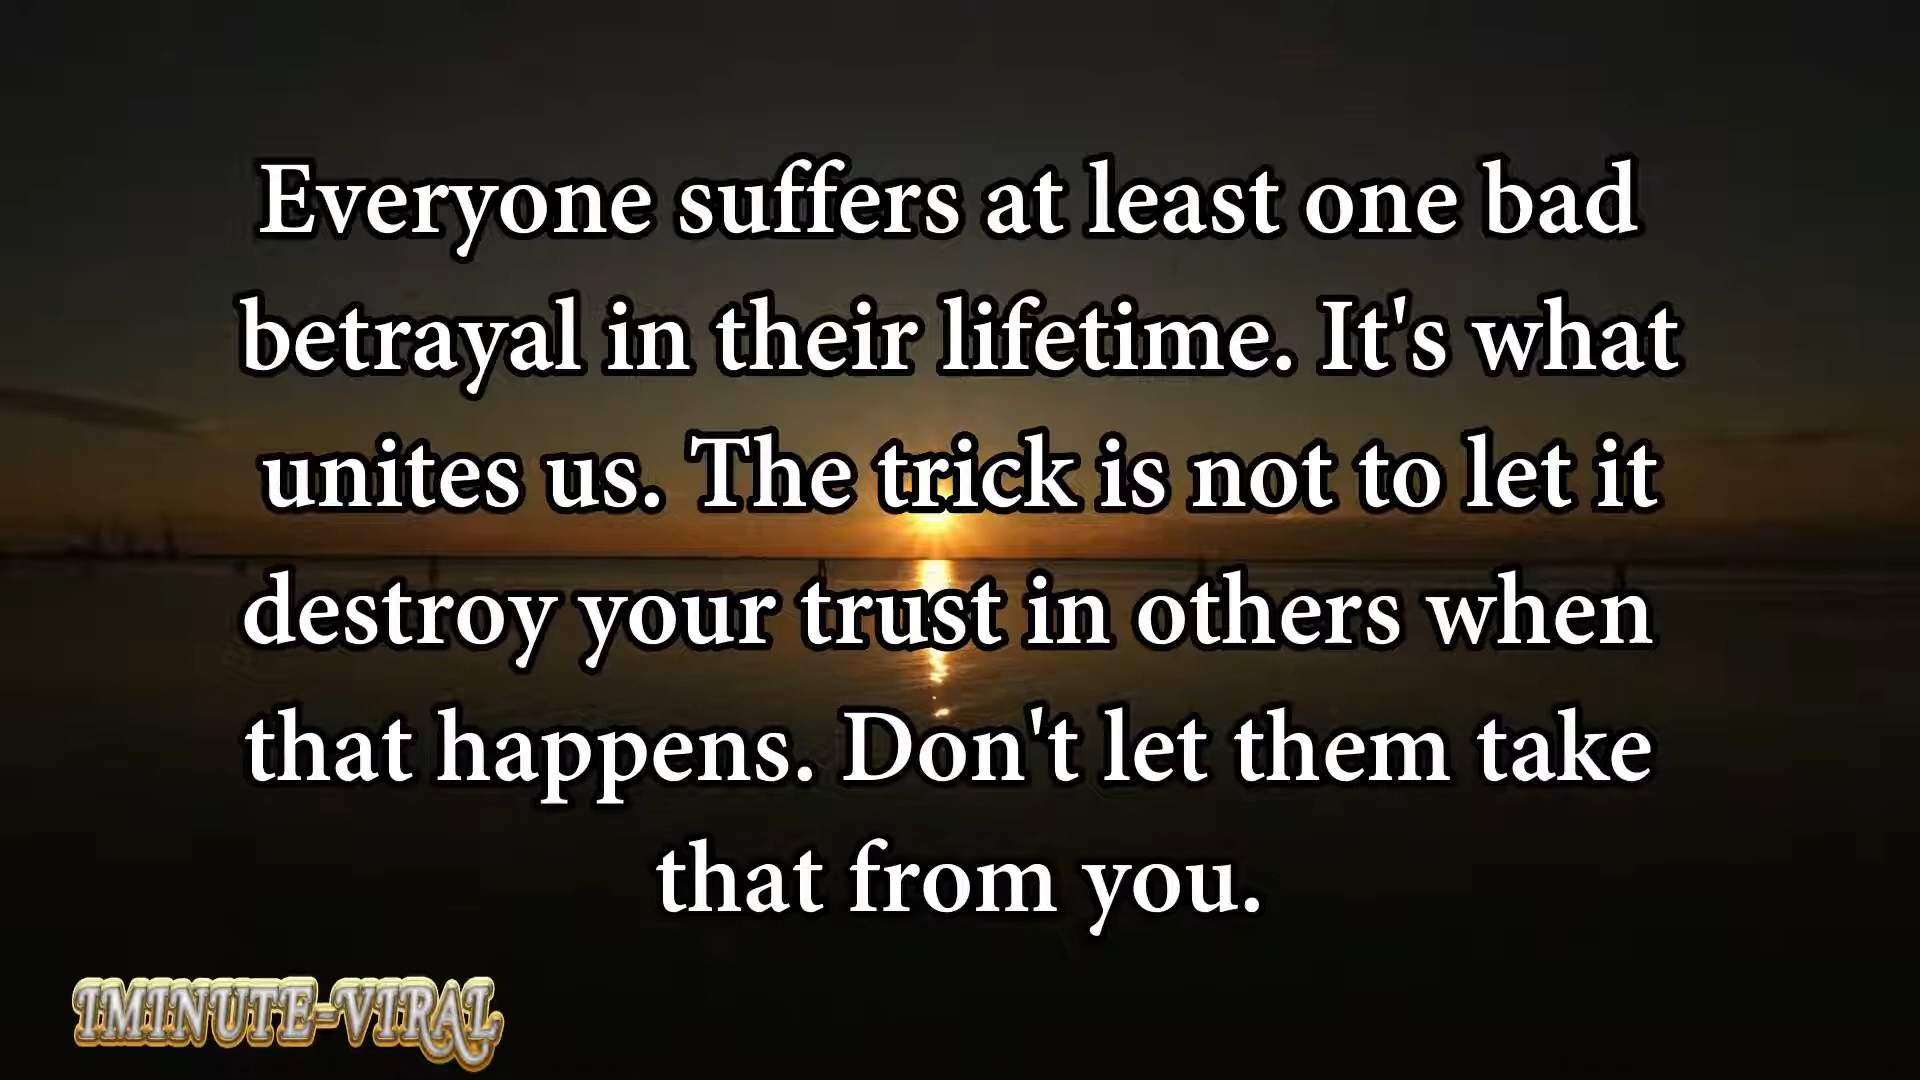 Everyone suffers at least one bad
betrayal in their lifetime. It's what
unites us. The trick is not to let it
destroy your trust in others when
that happens. Don't let them take
that from you.
1MINUTE-VIRAL